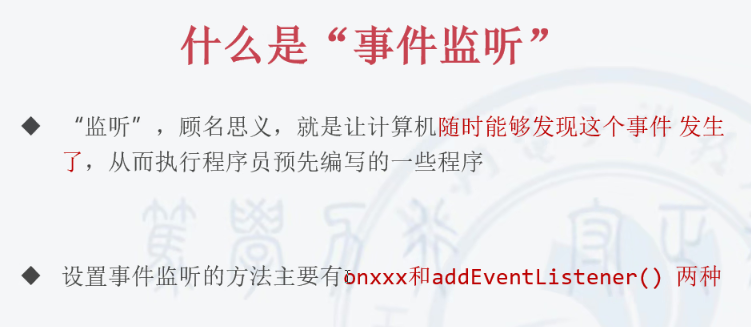 什么是“事件监听”
◆ “监听”，顾名思义，就是让计算机随时能够发现这个事件 发生
了，从而执行程序员预先编写的一些程序
◆ 设置事件监听的方法主要有onxxx和addEventListener() 两种